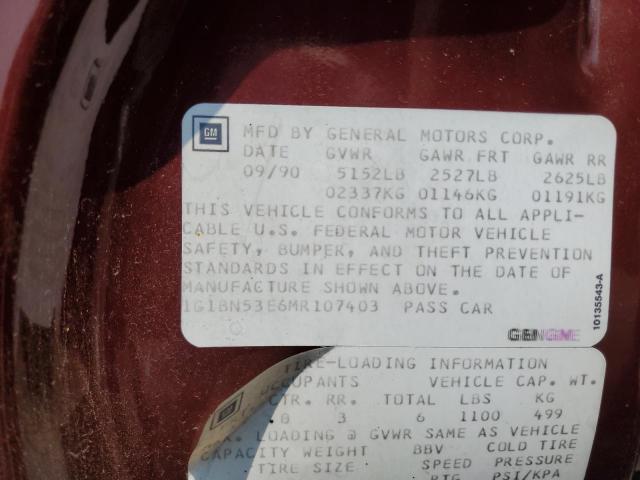 GM MFD BY GENERAL MOTORS CORP.
DATE GVWR GAWR FRT GAWR RR
09/90 5152LB 2527LB 2625LB
02337KG 01146KG 01191KG
THIS VEHICLE CONFORMS TO ALL APPLI-
CABLE U.S. FEDERAL MOTOR VEHICLE
SAFETY, BUMPER, AND THEFT PREVENTION
STANDARDS IN EFFECT ON THE DATE OF
MANUFACTURE SHOWN ABOVE.
1G1BN53E6MR107403 PASS CAR
10135543-A
TIRE-LOADING INFORMATION
GM OCCUPANTS VEHICLE CAP. WT.
CTR. RR. TOTAL LBS KG
3 6 1100 499
LOADING @ GVWR SAME AS VEHICLE
CAPACITY WEIGHT BBV COLD TIRE
TIRE SIZE SPEED PRESSURE
RTG PSI/KPA